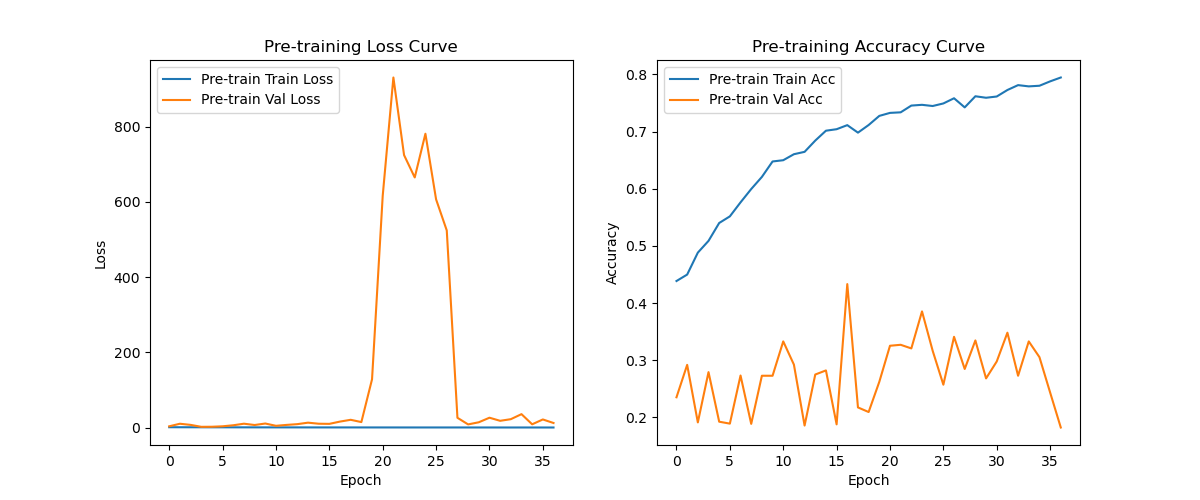 Pre-training Loss Curve
Pre-train Train Loss
Pre-train Val Loss
800
600
400
200
0
Loss
0 5 10 15 20 25 30 35
Epoch
Pre-training Accuracy Curve
Pre-train Train Acc
Pre-train Val Acc
0.8
0.7
0.6
0.5
0.4
0.3
0.2
Accuracy
0 5 10 15 20 25 30 35
Epoch